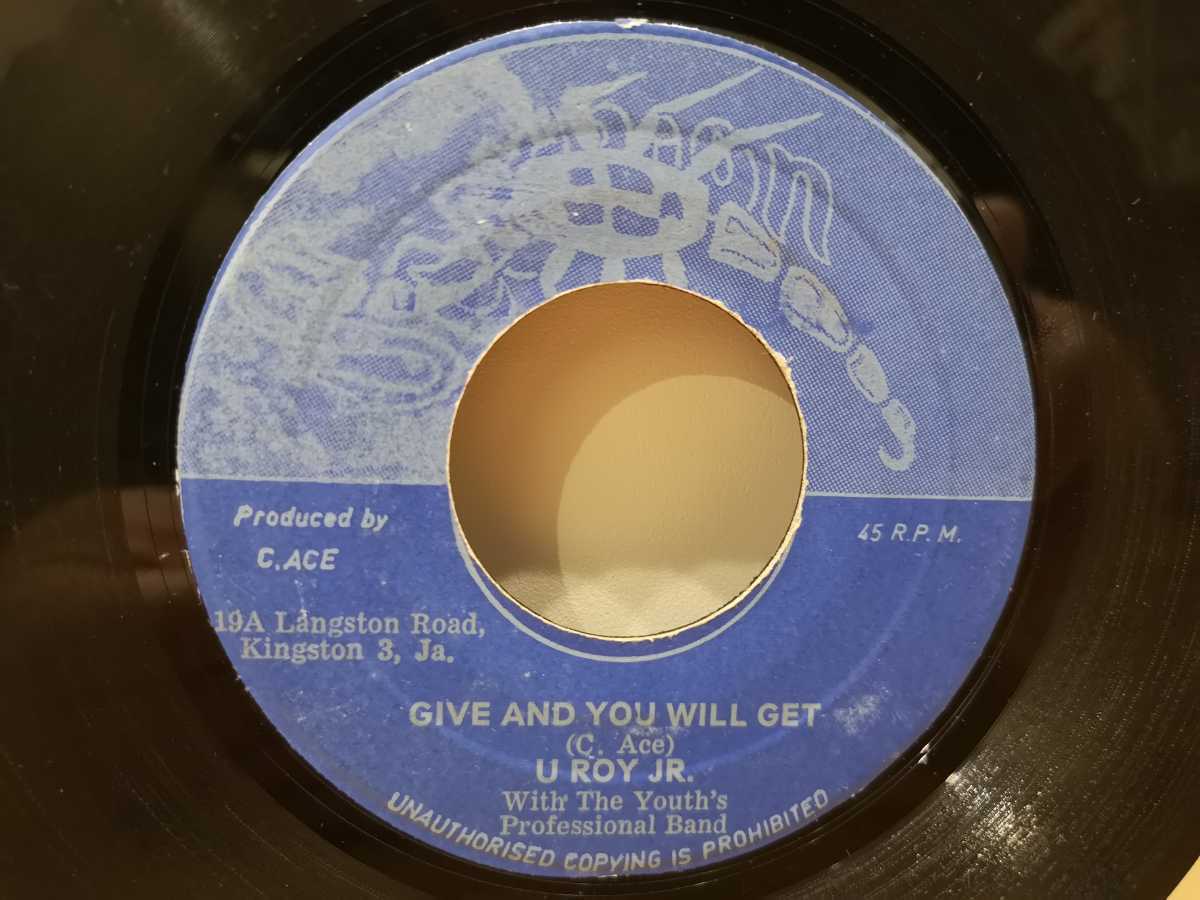 Produced by
C. ACE
45 R.P.M.
19A Langston Road,
Kingston 3, Ja.
GIVE AND YOU WILL GET
(C. Ace)
U ROY JR.
With The Youth's
Professional Band
UNAUTHORISED COPYING IS PROHIBITED